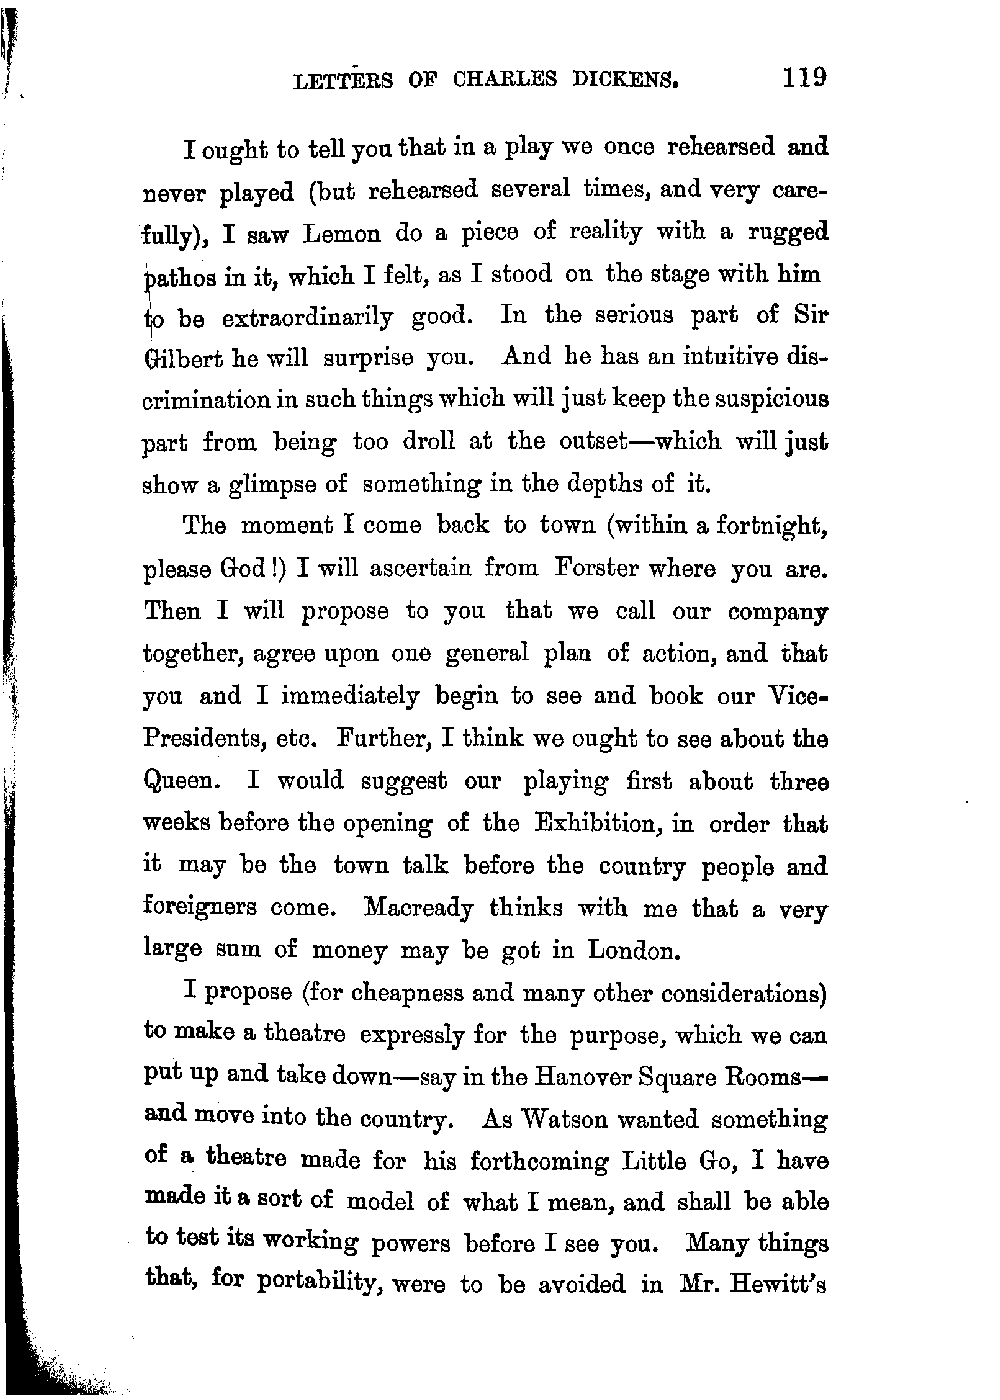 LETTERS OF CHARLES DICKENS. 119
I ought to tell you that in a play we once rehearsed and
never played (but rehearsed several times, and very care-
fully), I saw Lemon do a piece of reality with a rugged
pathos in it, which I felt, as I stood on the stage with him
to be extraordinarily good. In the serious part of Sir
Gilbert he will surprise you. And he has an intuitive dis-
crimination in such things which will just keep the suspicious
part from being too droll at the outset—which will just
show a glimpse of something in the depths of it.
The moment I come back to town (within a fortnight,
please God!) I will ascertain from Forster where you are.
Then I will propose to you that we call our company
together, agree upon one general plan of action, and that
you and I immediately begin to see and book our Vice-
Presidents, etc. Further, I think we ought to see about the
Queen. I would suggest our playing first about three
weeks before the opening of the Exhibition, in order that
it may be the town talk before the country people and
foreigners come. Macready thinks with me that a very
large sum of money may be got in London.
I propose (for cheapness and many other considerations)
to make a theatre expressly for the purpose, which we can
put up and take down—say in the Hanover Square Rooms—
and move into the country. As Watson wanted something
of a theatre made for his forthcoming Little Go, I have
made it a sort of model of what I mean, and shall be able
to test its working powers before I see you. Many things
that, for portability, were to be avoided in Mr. Hewitt's